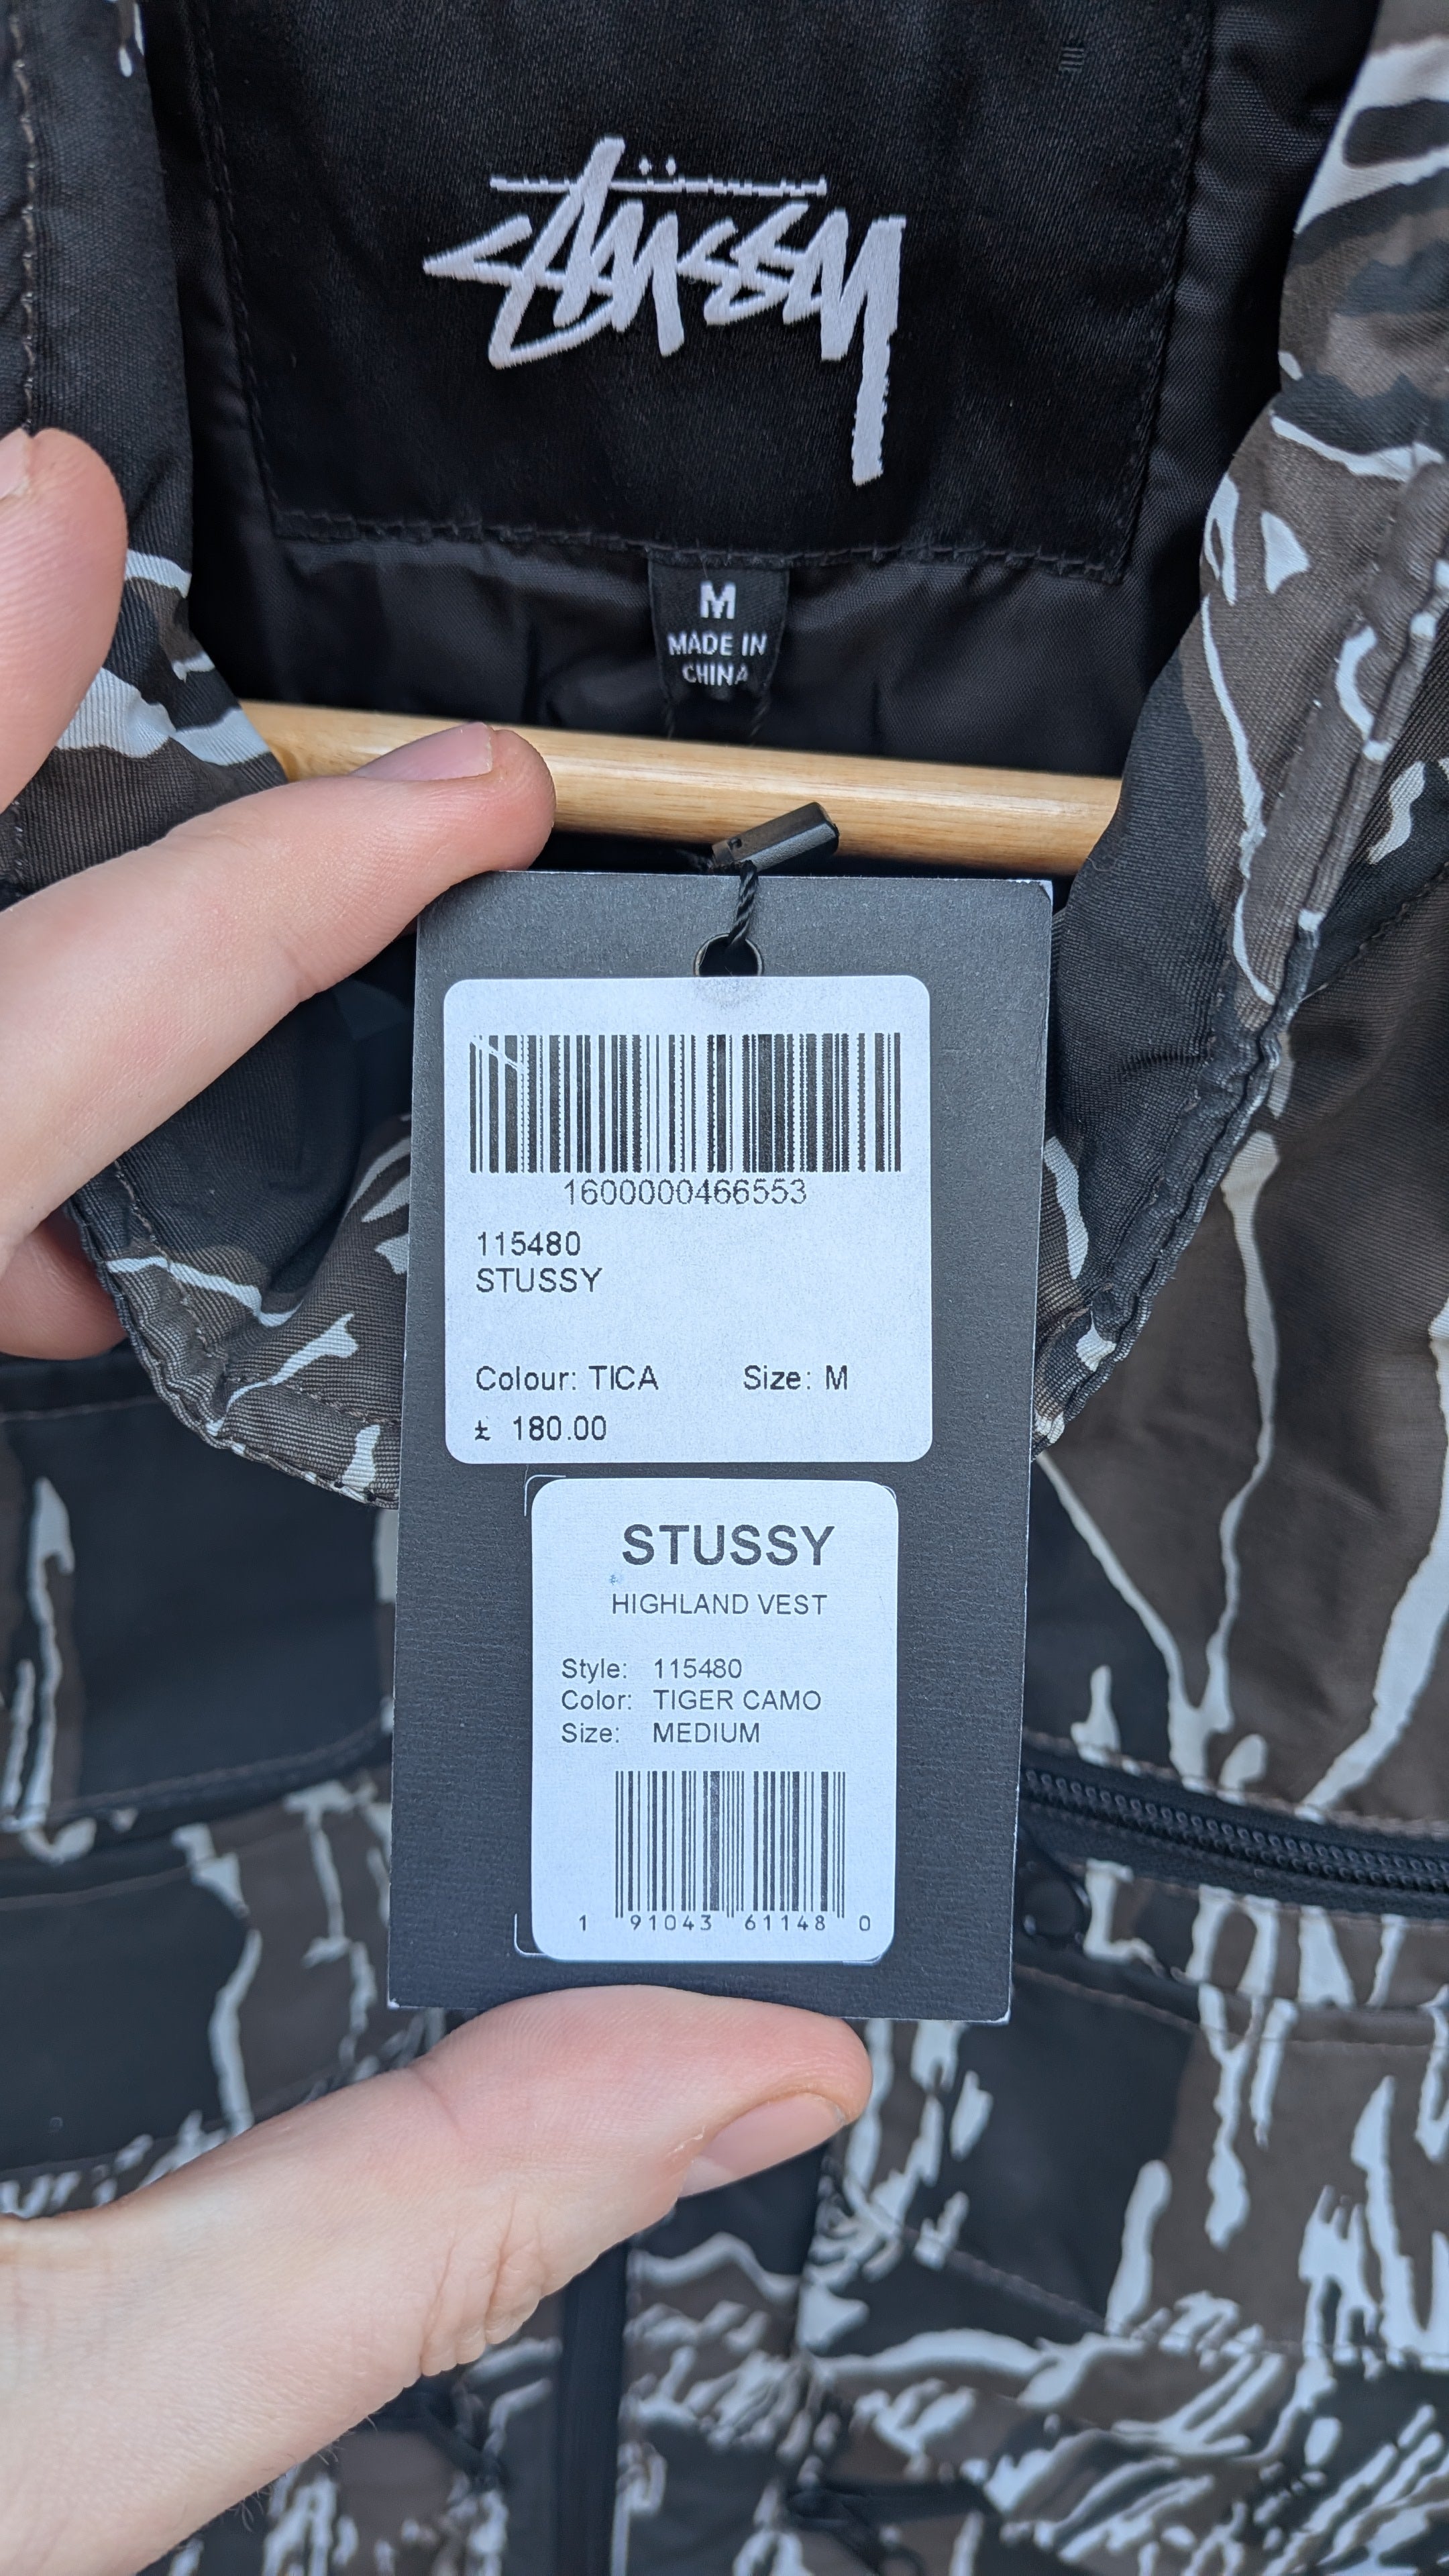 Stüssy
M
MADE IN
CHINA
1600000466553
115480
STUSSY
Colour: TICA Size: M
£ 180.00
STUSSY
HIGHLAND VEST
Style: 115480
Color: TIGER CAMO
Size: MEDIUM
1 91043 61148 0